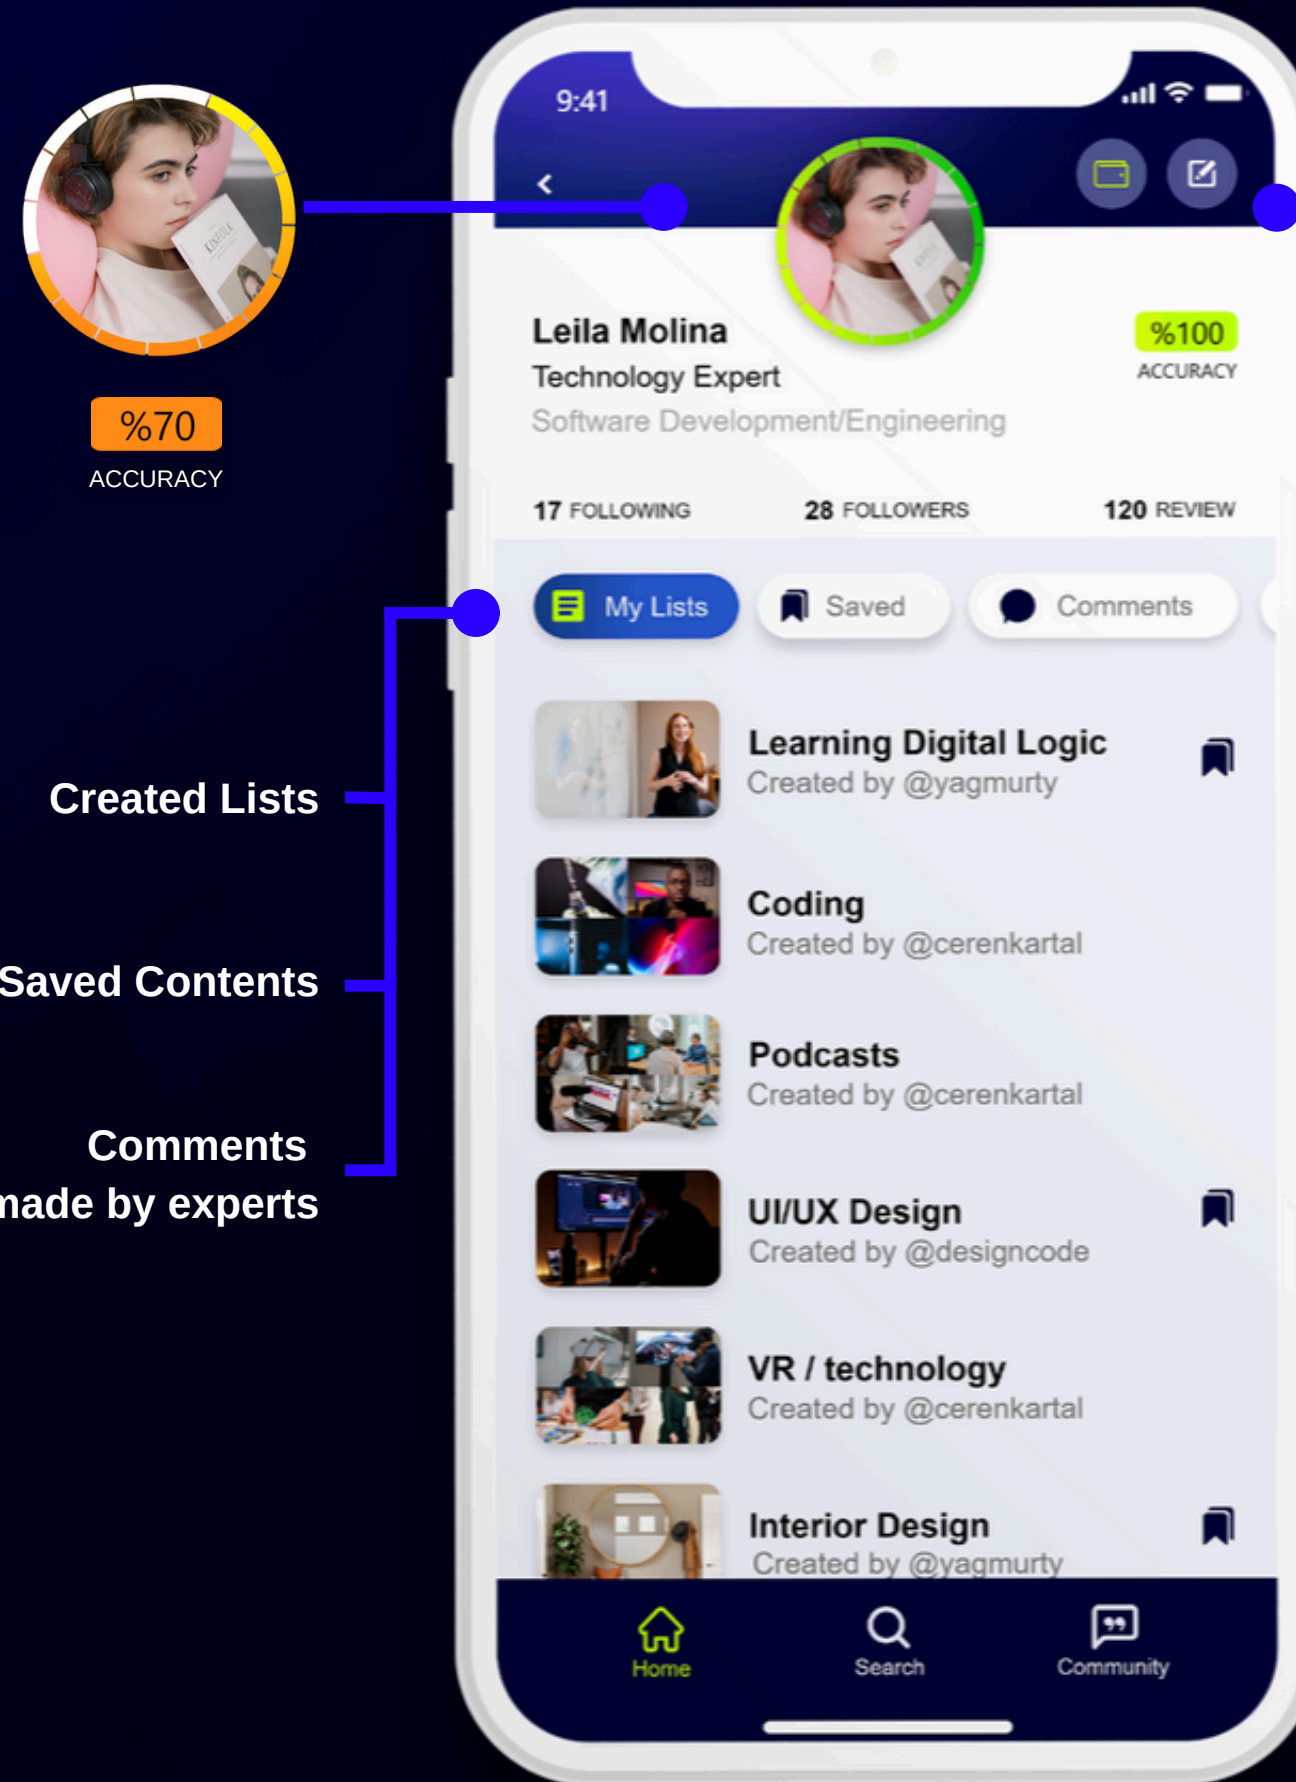 9:41
%70
ACCURACY
Leila Molina
Technology Expert
Software Development/Engineering
%100
ACCURACY
17 FOLLOWING
28 FOLLOWERS
120 REVIEW
My Lists
Saved
Comments
Created Lists
Saved Contents
Comments
made by experts
Learning Digital Logic
Created by @yagmurty
Coding
Created by @cerenkartal
Podcasts
Created by @cerenkartal
UI/UX Design
Created by @designcode
VR / technology
Created by @cerenkartal
Interior Design
Created by @yagmurty
Home
Search
Community
KINFOLK